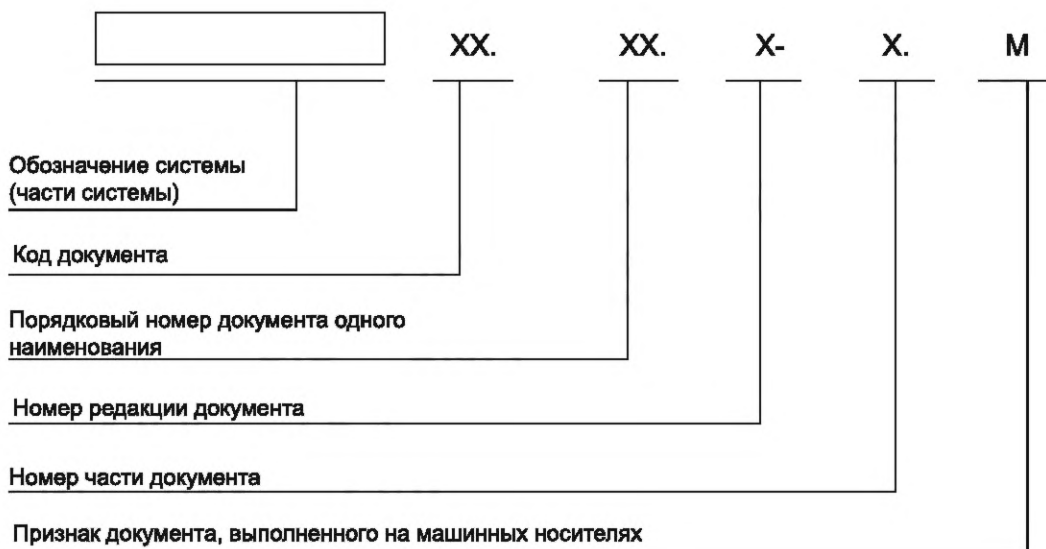 XX. XX. X- X. М
Обозначение системы
(части системы)
Код документа
Порядковый номер документа одного
наименования
Номер редакции документа
Номер части документа
Признак документа, выполненного на машинных носителях